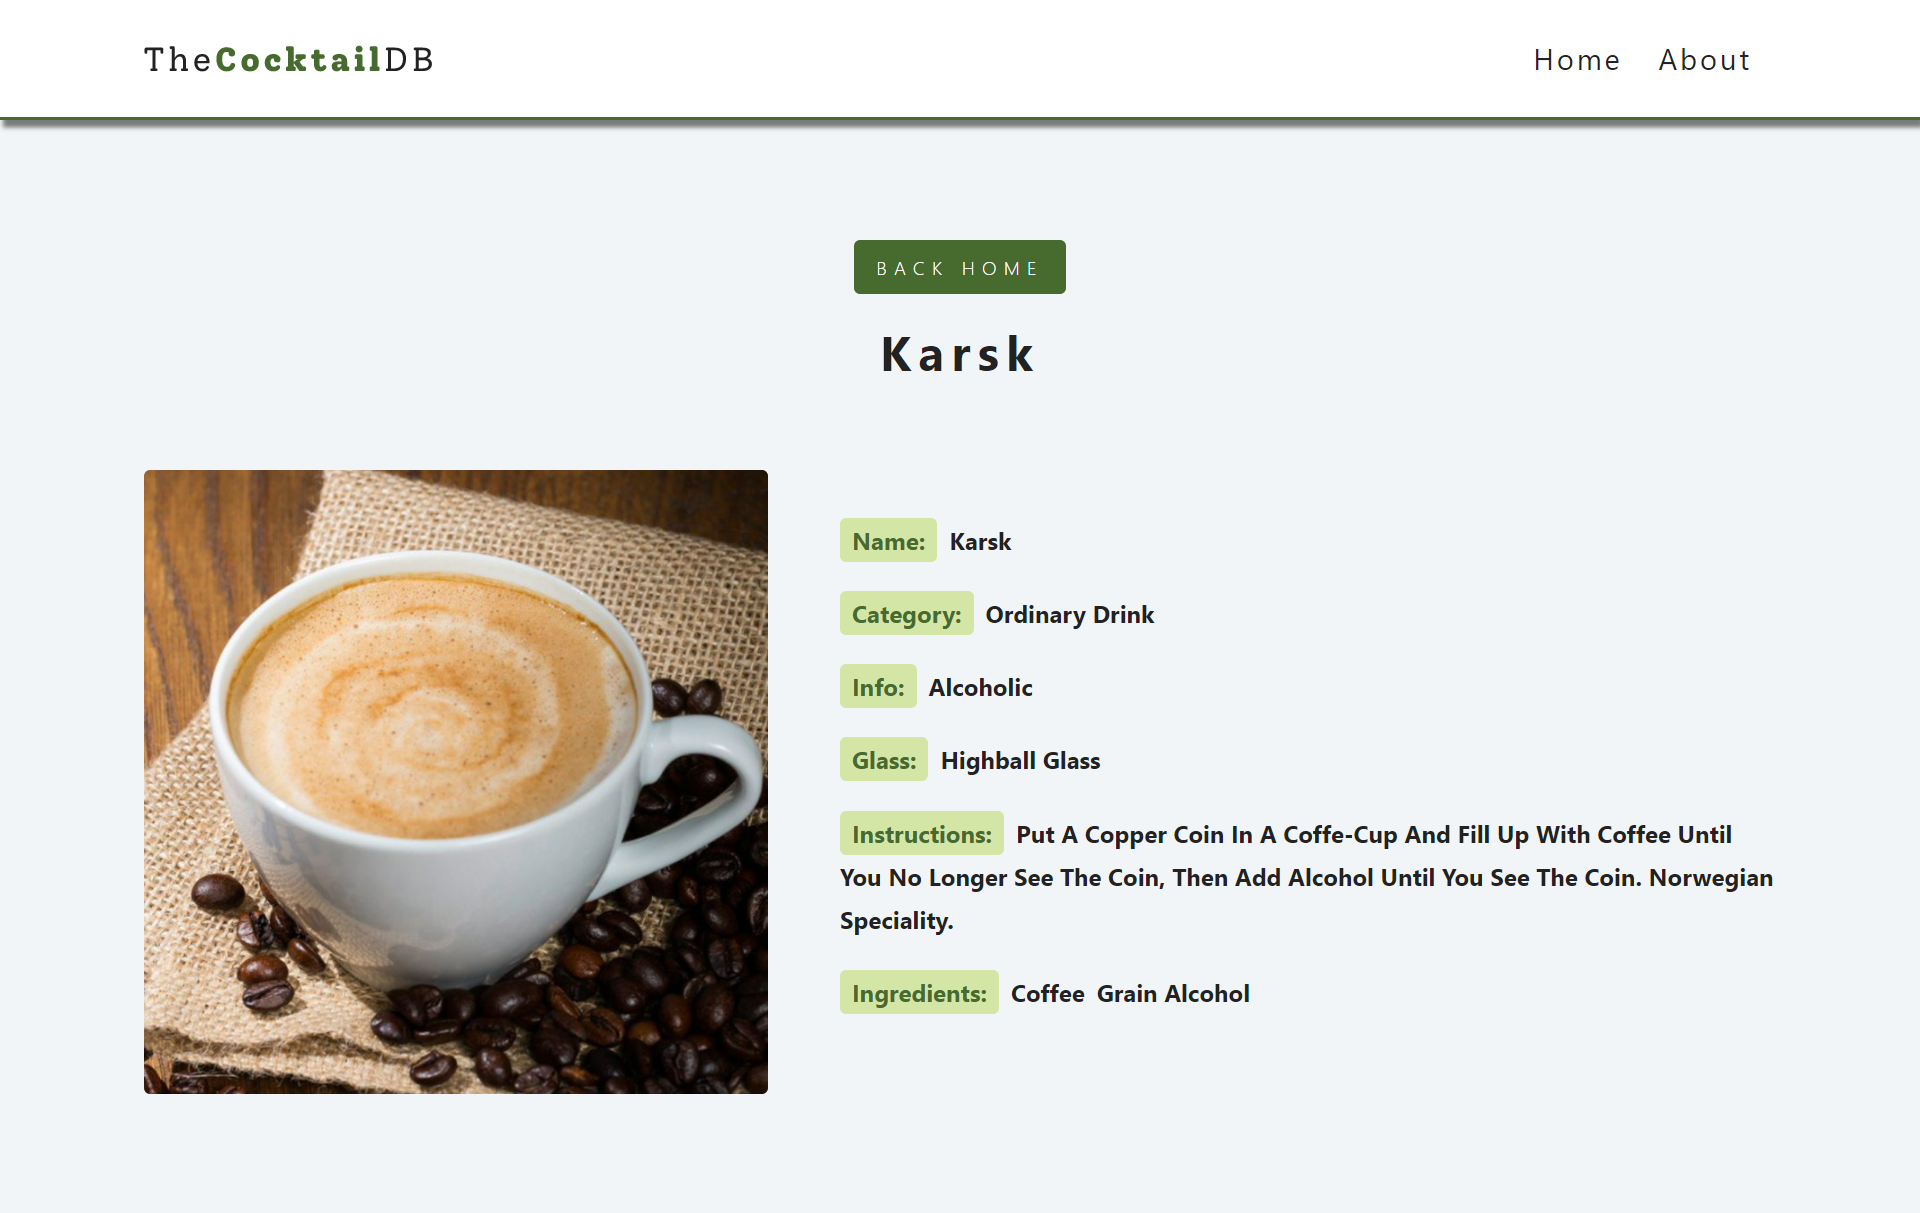 TheCocktailDB
Home About
BACK HOME
Karsk
Name: Karsk
Category: Ordinary Drink
Info: Alcoholic
Glass: Highball Glass
Instructions: Put A Copper Coin In A Coffe-Cup And Fill Up With Coffee Until
You No Longer See The Coin, Then Add Alcohol Until You See The Coin. Norwegian
Speciality.
Ingredients: Coffee Grain Alcohol